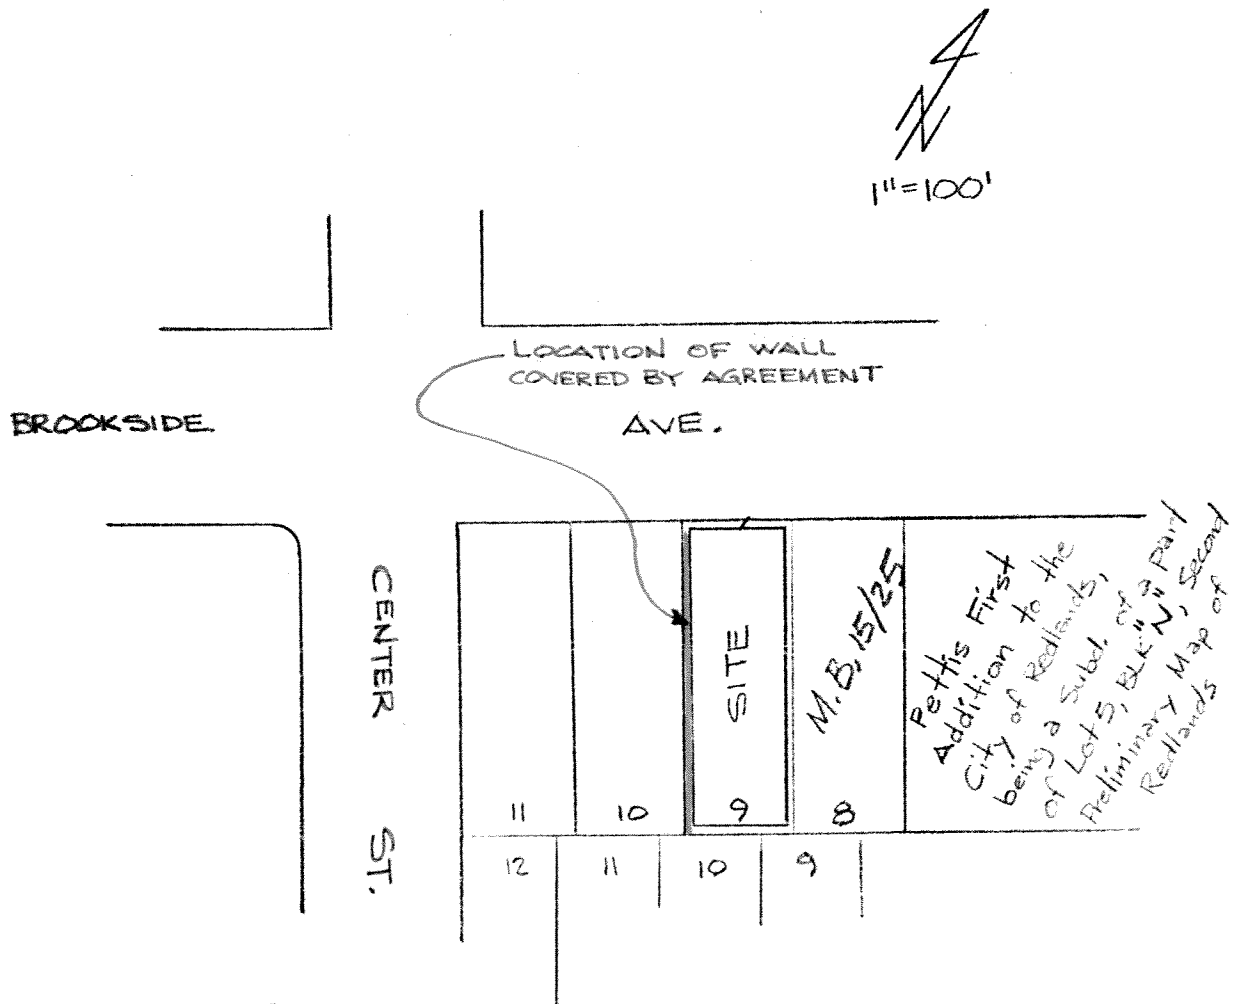 N
1"=100'
LOCATION OF WALL
COVERED BY AGREEMENT
BROOKSIDE AVE.
CENTER ST.
SITE
M.B. 15/25
Pettis First
Addition to the
City of Redlands,
being a Subd. of a Part
of Lot 5, BLK "N", Second
Preliminary Map of
Redlands
11 10 9 8
12 11 10 9